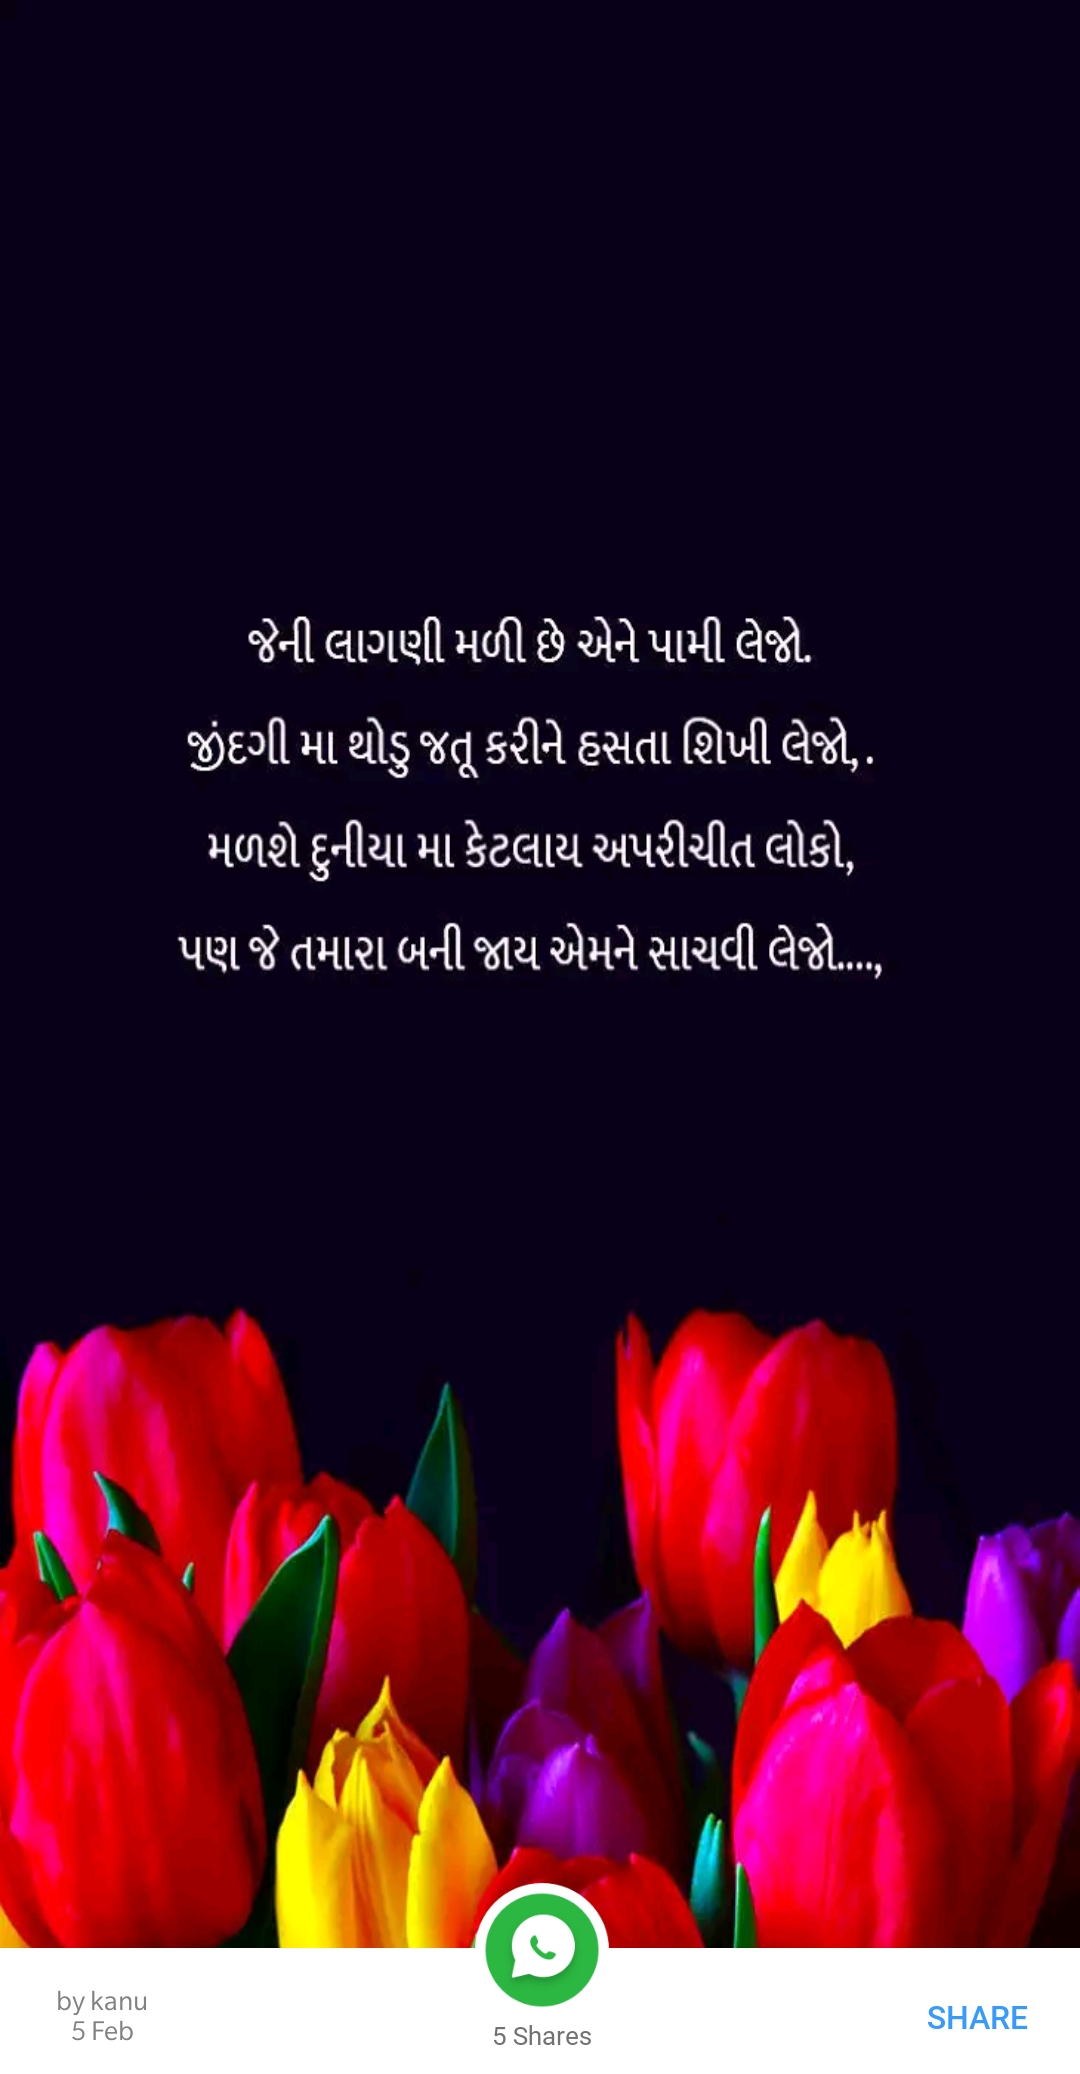 જેની લાગણી મળી છે એને પામી લેજો.
જીંદગી મા થોડુ જતૂ કરીને હસતા શિખી લેજો, .
મળશે દુનીયા મા કેટલાય અપરીચીત લોકો,
પણ જે તમારા બની જાય એમને સાચવી લેજો....,
by kanu
5 Feb
5 Shares
SHARE